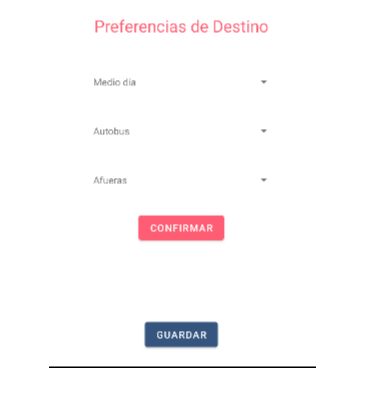 Preferencias de Destino
Medio día
Autobus
Afueras
CONFIRMAR
GUARDAR